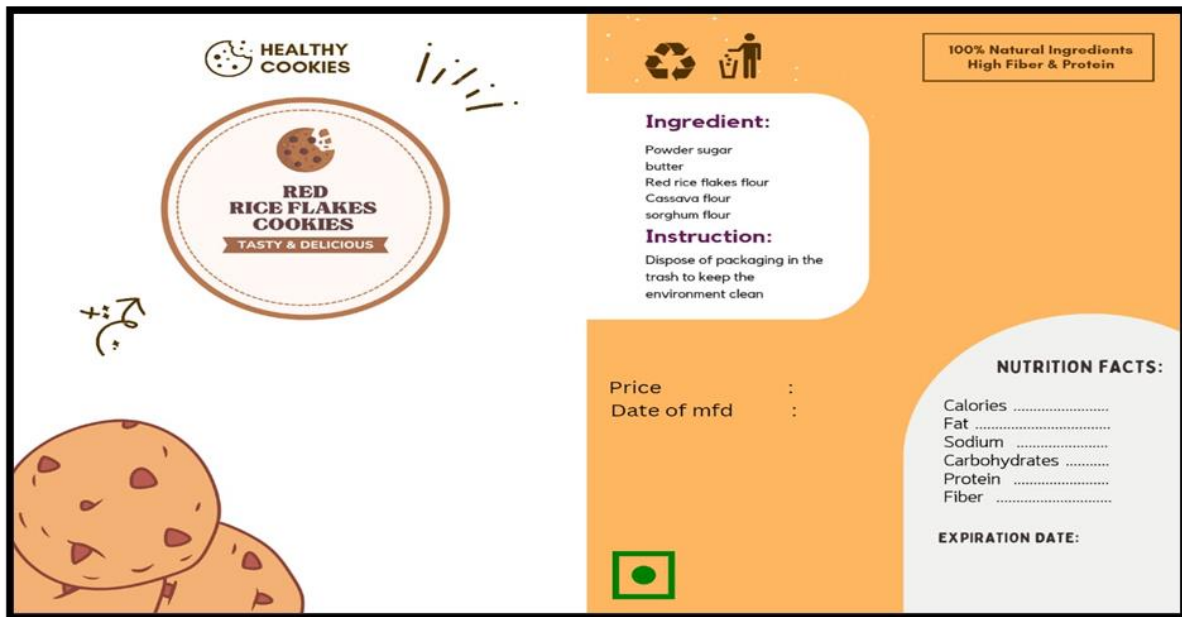 HEALTHY
COOKIES
RED
RICE FLAKES
COOKIES
TASTY & DELICIOUS
100% Natural Ingredients
High Fiber & Protein
Ingredient:
Powder sugar
butter
Red rice flakes flour
Cassava flour
sorghum flour
Instruction:
Dispose of packaging in the
trash to keep the
environment clean
Price :
Date of mfd :
NUTRITION FACTS:
Calories ........................
Fat ..................................
Sodium .......................
Carbohydrates ...........
Protein ........................
Fiber .............................
EXPIRATION DATE: